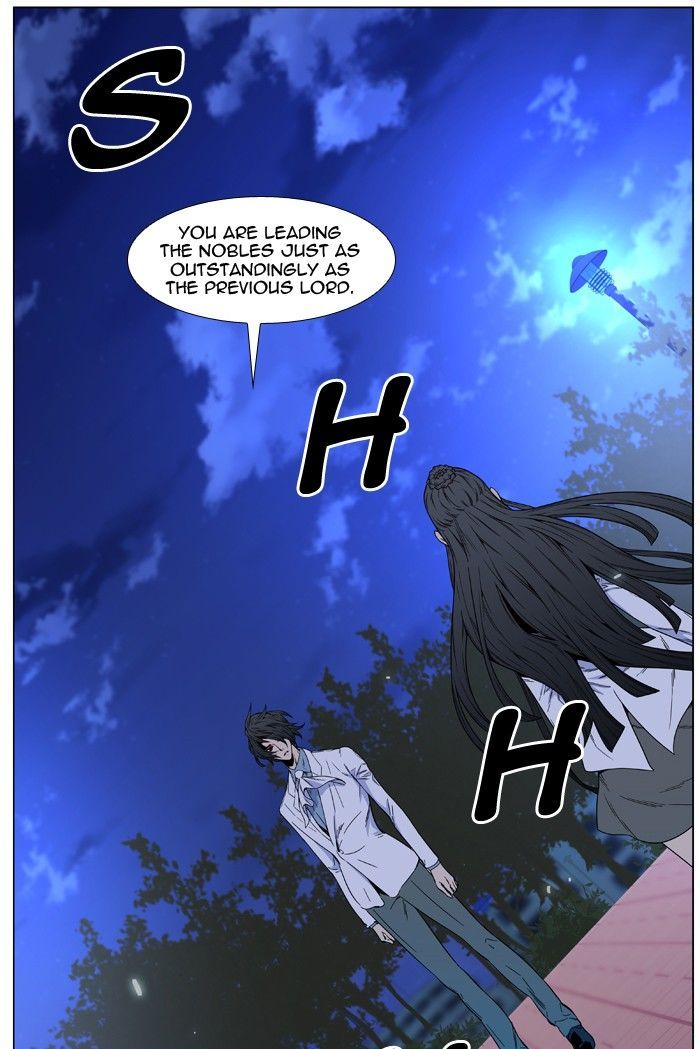 S
YOU ARE LEADING
THE NOBLES JUST AS
OUTSTANDINGLY AS
THE PREVIOUS LORD.
H
H